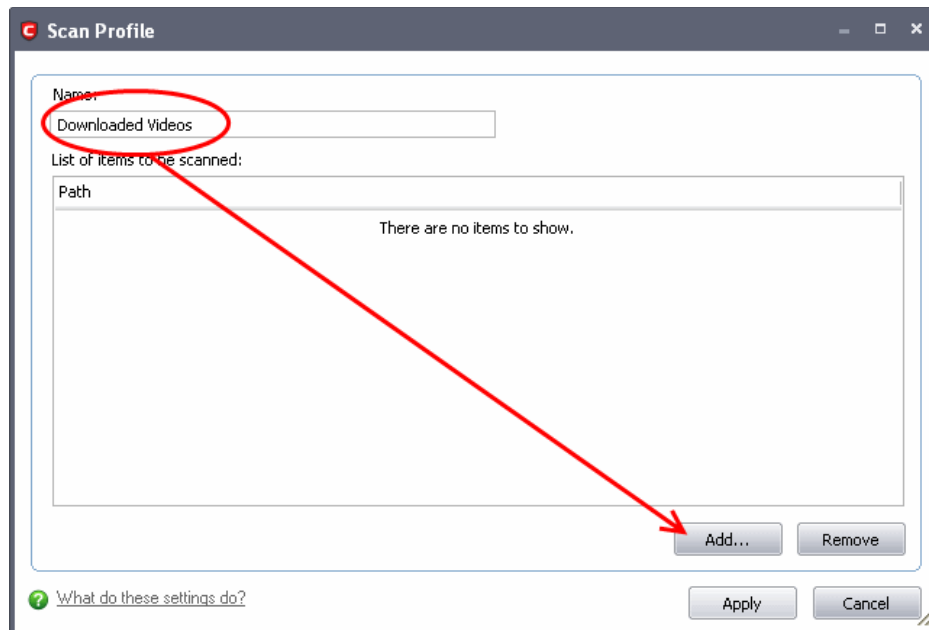 Scan Profile
Name:
Downloaded Videos
List of items to be scanned:
Path
There are no items to show.
Add...
Remove
What do these settings do?
Apply
Cancel